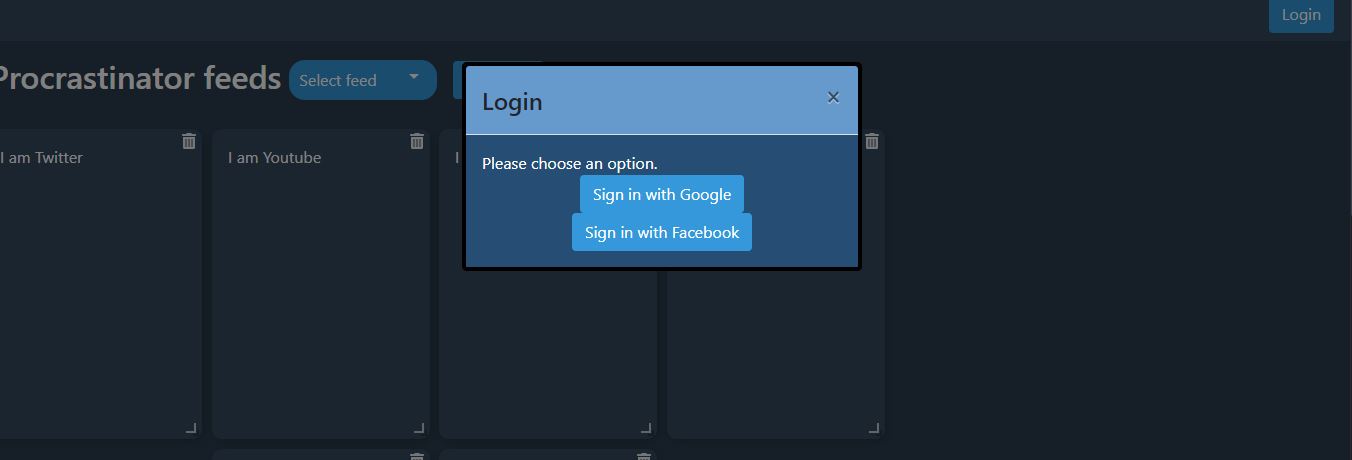 Login
Procrastinator feeds
Select feed
Login
×
Please choose an option.
Sign in with Google
Sign in with Facebook
I am Twitter
I am Youtube
I